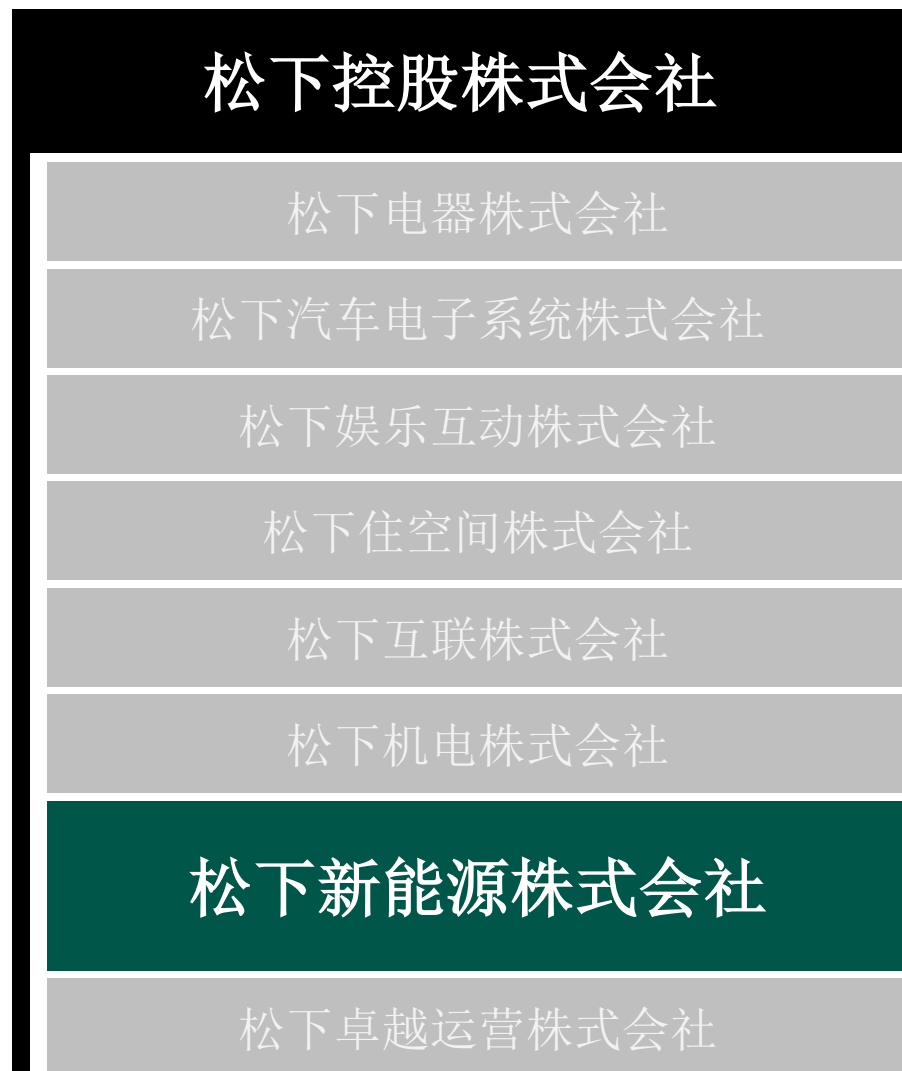 松下控股株式会社
松下电器株式会社
松下汽车电子系统株式会社
松下娱乐互动株式会社
松下住空间株式会社
松下互联株式会社
松下机电株式会社
松下新能源株式会社
松下卓越运营株式会社